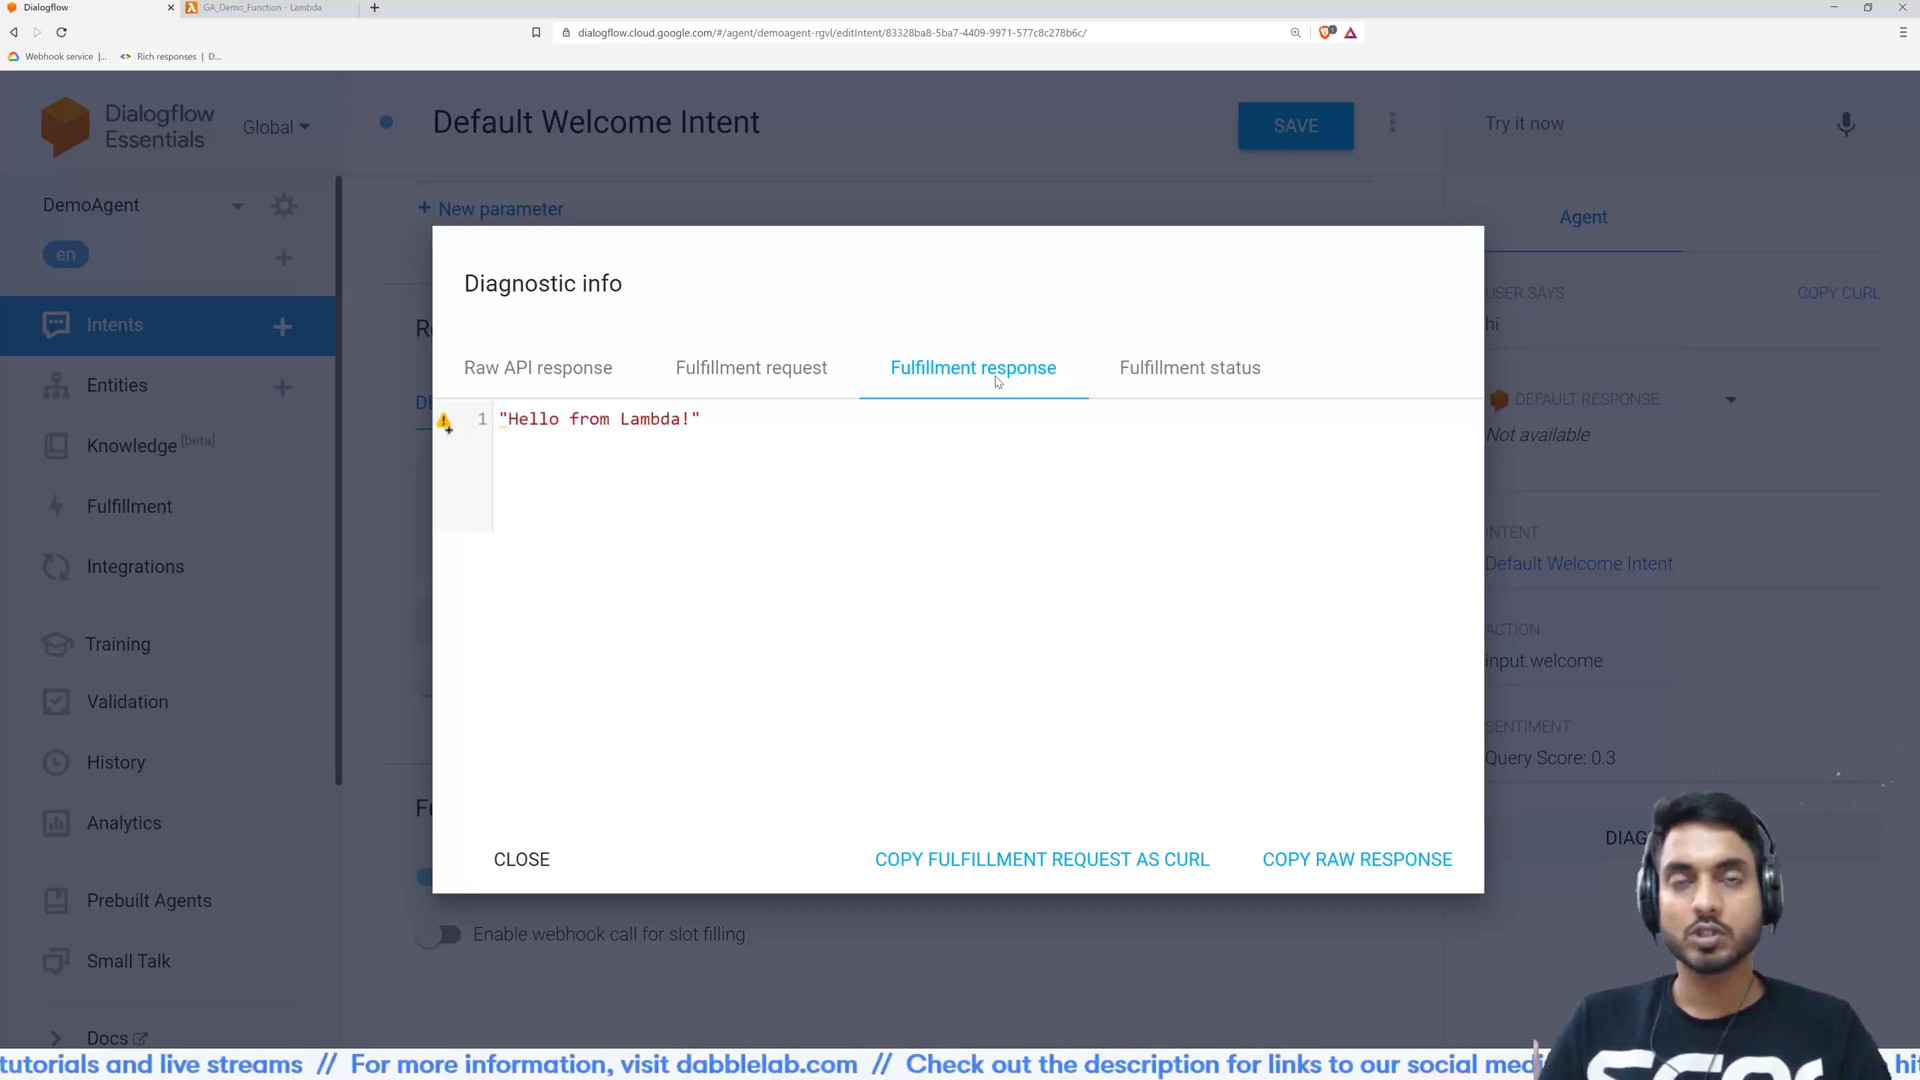 Dialogflow
GA_Demo_Function - Lambda
dialogflow.cloud.google.com/#/agent/demoagent-rgvl/editIntent/83328ba8-5ba7-4409-9971-577c8c278b6c/
Webhook service |...
Rich responses | D...
Dialogflow
Essentials
Global
Default Welcome Intent
SAVE
Try it now
DemoAgent
en
Intents
Entities
Knowledge [beta]
Fulfillment
Integrations
Training
Validation
History
Analytics
Prebuilt Agents
Small Talk
Docs
+ New parameter
Diagnostic info
Raw API response
Fulfillment request
Fulfillment response
Fulfillment status
1 "Hello from Lambda!"
CLOSE
COPY FULFILLMENT REQUEST AS CURL
COPY RAW RESPONSE
Enable webhook call for slot filling
Agent
USER SAYS
COPY CURL
hi
DEFAULT RESPONSE
Not available
INTENT
Default Welcome Intent
ACTION
input.welcome
SENTIMENT
Query Score: 0.3
DIAG
tutorials and live streams // For more information, visit dabblelab.com // Check out the description for links to our social medi
hit